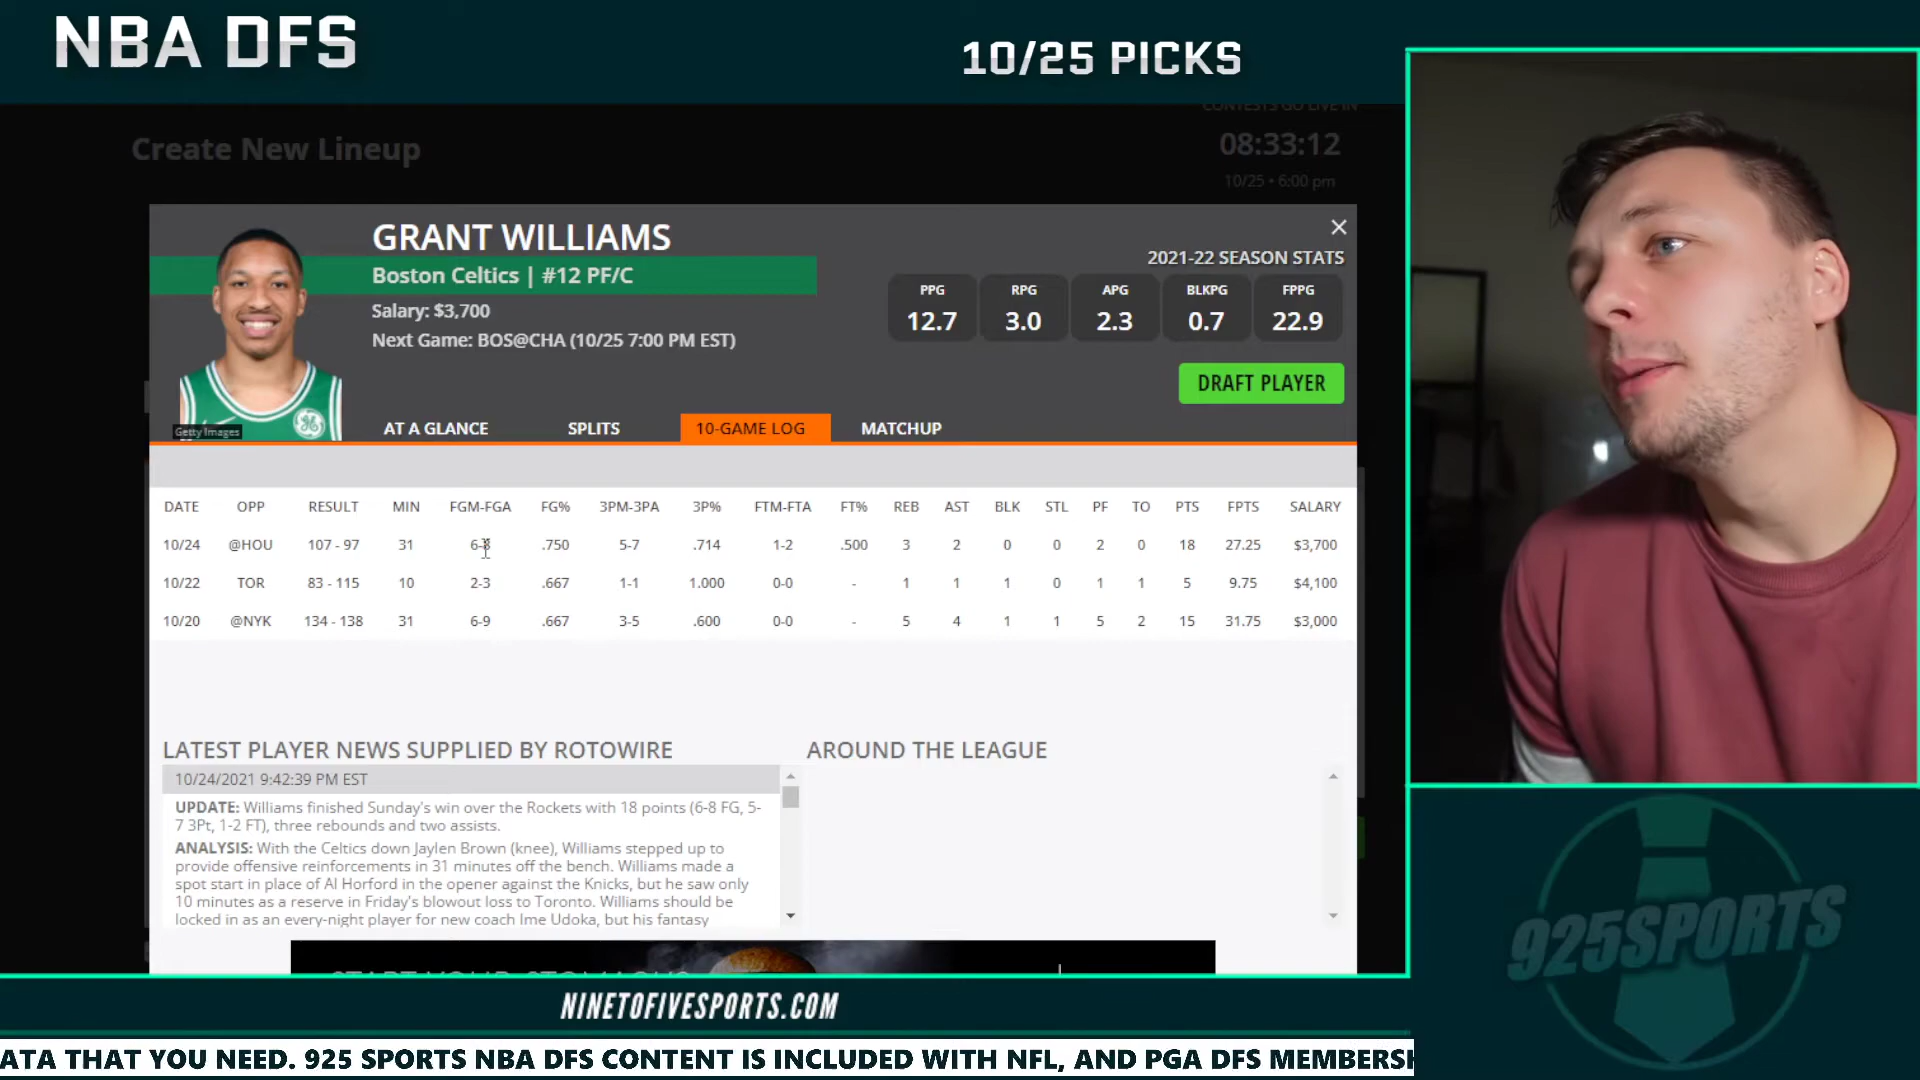 NBA DFS
10/25 PICKS
CONTESTS GO LIVE IN
Create New Lineup
08:33:12
10/25 • 6:00 pm
GRANT WILLIAMS
Boston Celtics | #12 PF/C
Salary: $3,700
Next Game: BOS@CHA (10/25 7:00 PM EST)
2021-22 SEASON STATS
PPG RPG APG BLKPG FPPG
12.7 3.0 2.3 0.7 22.9
DRAFT PLAYER
Getty Images
AT A GLANCE SPLITS 10-GAME LOG MATCHUP
DATE OPP RESULT MIN FGM-FGA FG% 3PM-3PA 3P% FTM-FTA FT% REB AST BLK STL PF TO PTS FPTS SALARY
10/24 @HOU 107 - 97 31 6-8 .750 5-7 .714 1-2 .500 3 2 0 0 2 0 18 27.25 $3,700
10/22 TOR 83 - 115 10 2-3 .667 1-1 1.000 0-0 - 1 1 1 0 1 1 5 9.75 $4,100
10/20 @NYK 134 - 138 31 6-9 .667 3-5 .600 0-0 - 5 4 1 1 5 2 15 31.75 $3,000
LATEST PLAYER NEWS SUPPLIED BY ROTOWIRE
AROUND THE LEAGUE
10/24/2021 9:42:39 PM EST
UPDATE: Williams finished Sunday's win over the Rockets with 18 points (6-8 FG, 5-
7 3Pt, 1-2 FT), three rebounds and two assists.
ANALYSIS: With the Celtics down Jaylen Brown (knee), Williams stepped up to
provide offensive reinforcements in 31 minutes off the bench. Williams made a
spot start in place of Al Horford in the opener against the Knicks, but he saw only
10 minutes as a reserve in Friday's blowout loss to Toronto. Williams should be
locked in as an every-night player for new coach Ime Udoka, but his fantasy
925SPORTS
NINETOFIVESPORTS.COM
ATA THAT YOU NEED. 925 SPORTS NBA DFS CONTENT IS INCLUDED WITH NFL, AND PGA DFS MEMBERSH